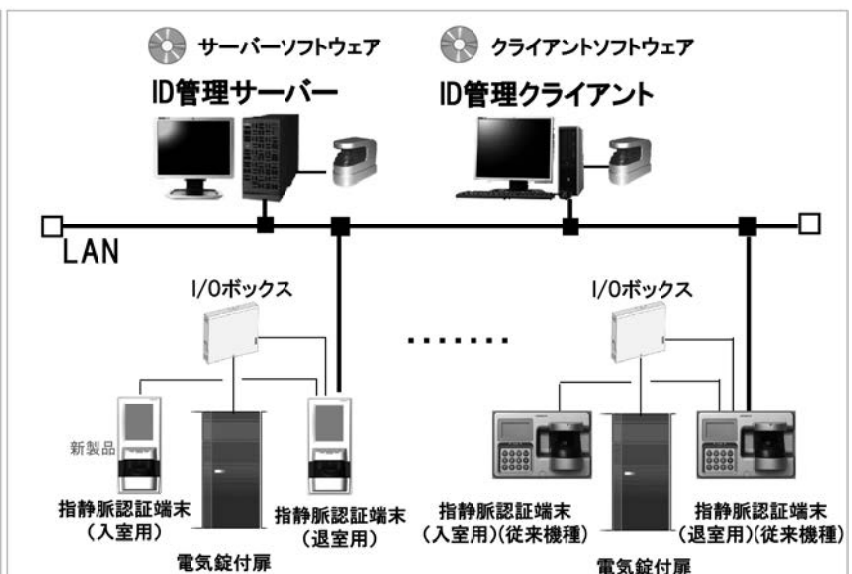 サーバーソフトウェア
クライアントソフトウェア
ID管理サーバー
ID管理クライアント
LAN
I/Oボックス
I/Oボックス
・・・・・・・
新製品
指静脈認証端末
(入室用)
指静脈認証端末
(退室用)
電気錠付扉
指静脈認証端末
(入室用)(従来機種)
指静脈認証端末
(退室用)(従来機種)
電気錠付扉